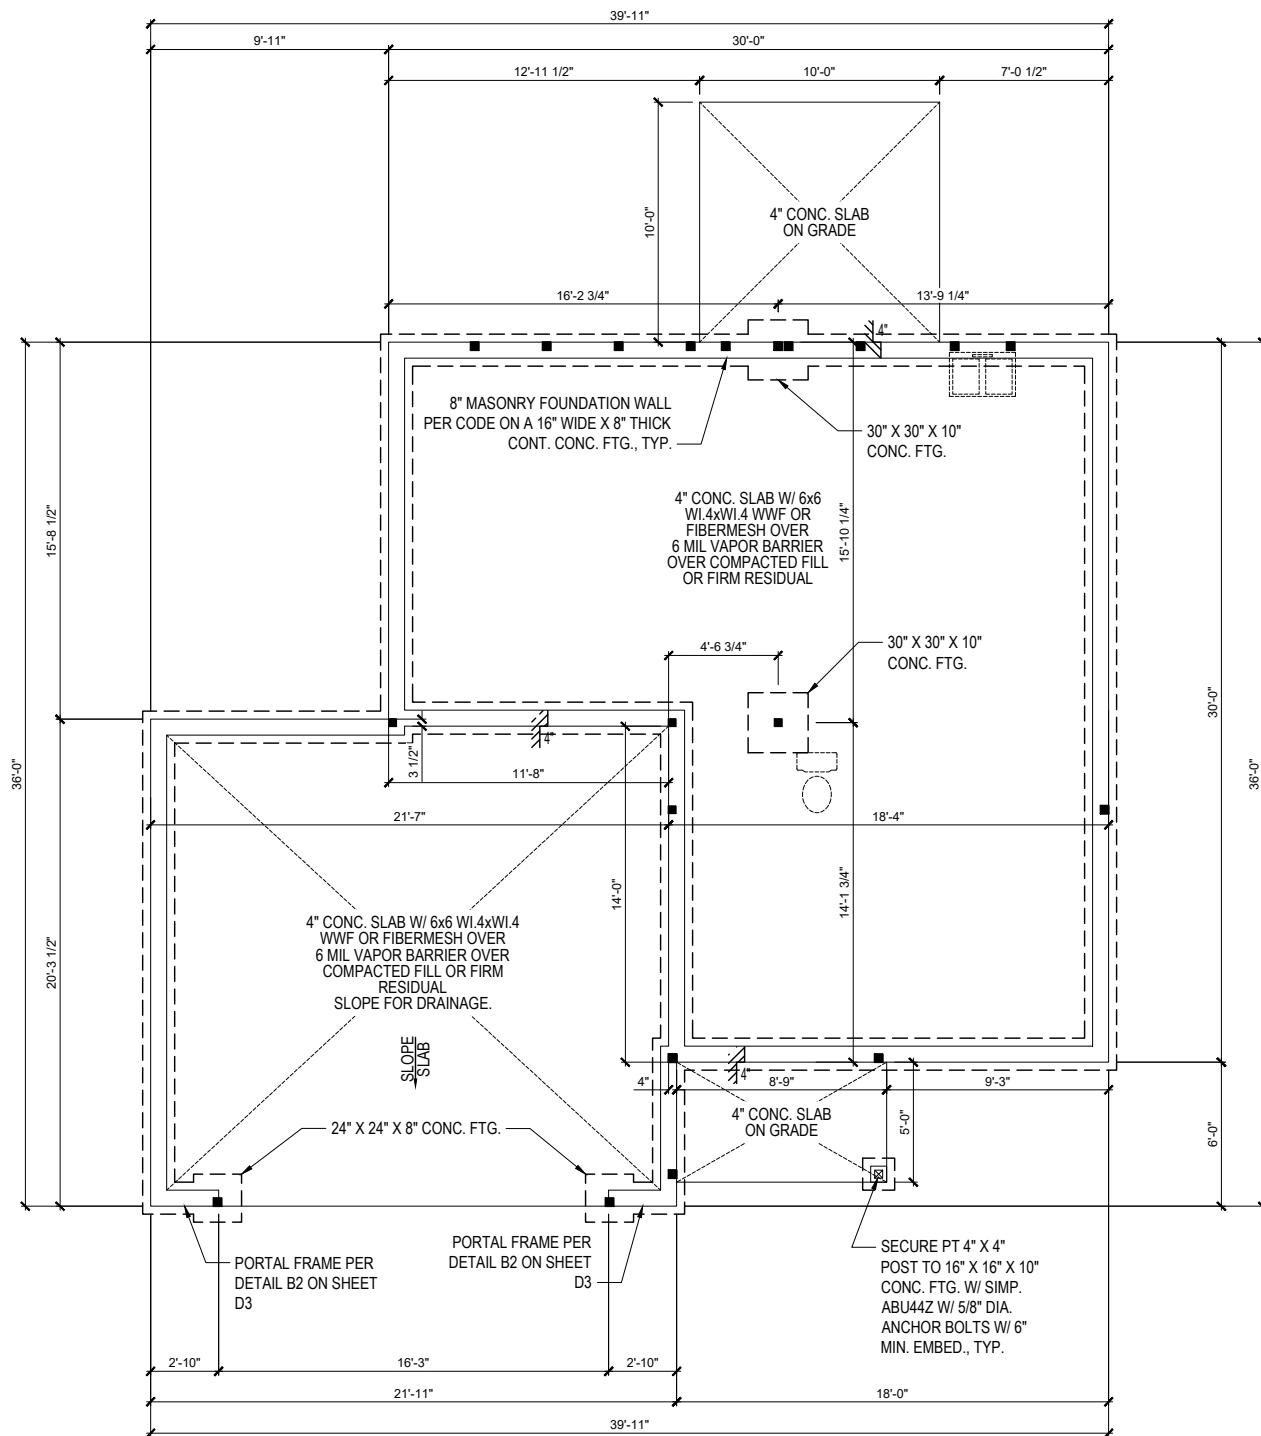 39'-11"
9'-11"
30'-0"
12'-11 1/2"
10'-0"
7'-0 1/2"
10'-0"
4" CONC. SLAB
ON GRADE
16'-2 3/4"
13'-9 1/4"
4"
8" MASONRY FOUNDATION WALL
PER CODE ON A 16" WIDE X 8" THICK
CONT. CONC. FTG., TYP.
30" X 30" X 10"
CONC. FTG.
4" CONC. SLAB W/ 6x6
WI.4xWI.4 WWF OR
FIBERMESH OVER
6 MIL VAPOR BARRIER
OVER COMPACTED FILL
OR FIRM RESIDUAL
15'-10 1/4"
15'-8 1/2"
30" X 30" X 10"
CONC. FTG.
4'-6 3/4"
30'-0"
36'-0"
36'-0"
4"
3 1/2"
11'-8"
21'-7"
18'-4"
14'-0"
14'-1 3/4"
4" CONC. SLAB W/ 6x6 WI.4xWI.4
WWF OR FIBERMESH OVER
6 MIL VAPOR BARRIER OVER
COMPACTED FILL OR FIRM
RESIDUAL
SLOPE FOR DRAINAGE.
20'-3 1/2"
SLOPE
SLAB
4"
4"
8'-9"
9'-3"
4" CONC. SLAB
ON GRADE
5'-0"
6'-0"
24" X 24" X 8" CONC. FTG.
PORTAL FRAME PER
DETAIL B2 ON SHEET
D3
PORTAL FRAME PER
DETAIL B2 ON SHEET
D3
SECURE PT 4" X 4"
POST TO 16" X 16" X 10"
CONC. FTG. W/ SIMP.
ABU44Z W/ 5/8" DIA.
ANCHOR BOLTS W/ 6"
MIN. EMBED., TYP.
2'-10"
16'-3"
2'-10"
21'-11"
18'-0"
39'-11"